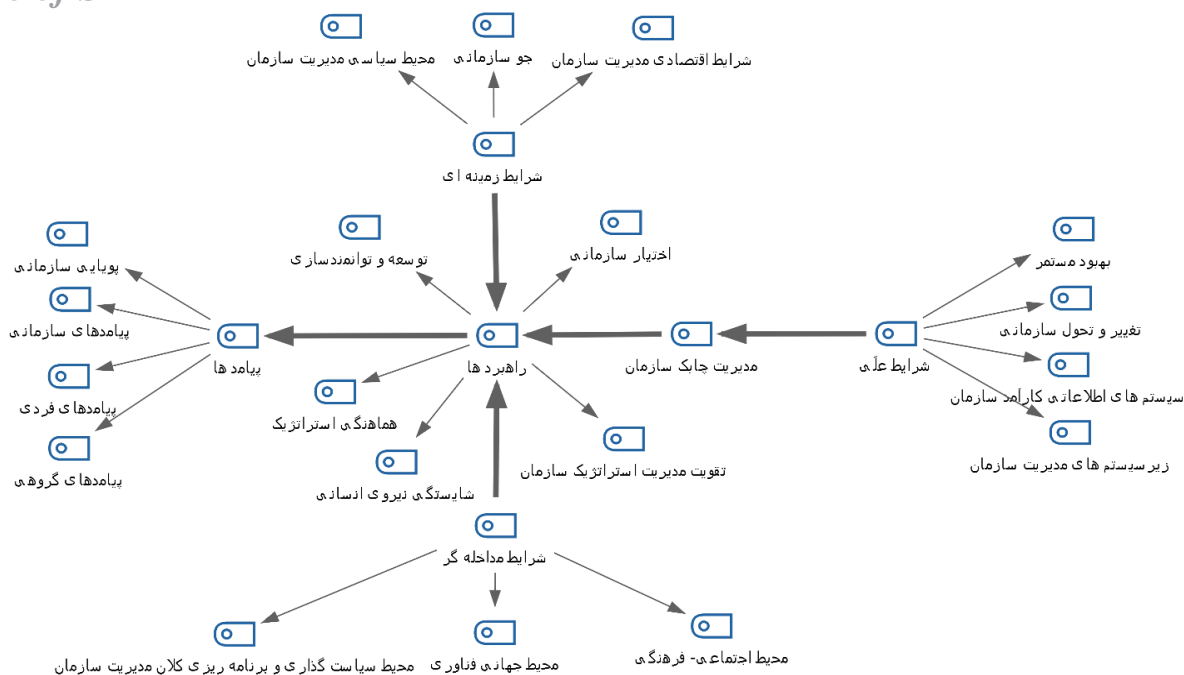 محیط سیاسی مدیریت سازمان
جو سازمانی
شرایط اقتصادی مدیریت سازمان
شرایط زمینه ای
توسعه و توانمندسازی
اختیار سازمانی
بهبود مستمر
پویایی سازمانی
تغییر و تحول سازمانی
پیامدهای سازمانی
شرایط علّی
مدیریت چابک سازمان
راهبرد ها
پیامد ها
سیستم های اطلاعاتی کارآمد سازمان
پیامدهای فردی
هماهنگی استراتژیک
زیر سیستم های مدیریت سازمان
تقویت مدیریت استراتژیک سازمان
پیامدهای گروهی
شایستگی نیروی انسانی
شرایط مداخله گر
محیط اجتماعی- فرهنگی
محیط جهانی فناوری
محیط سیاست گذاری و برنامه ریزی کلان مدیریت سازمان